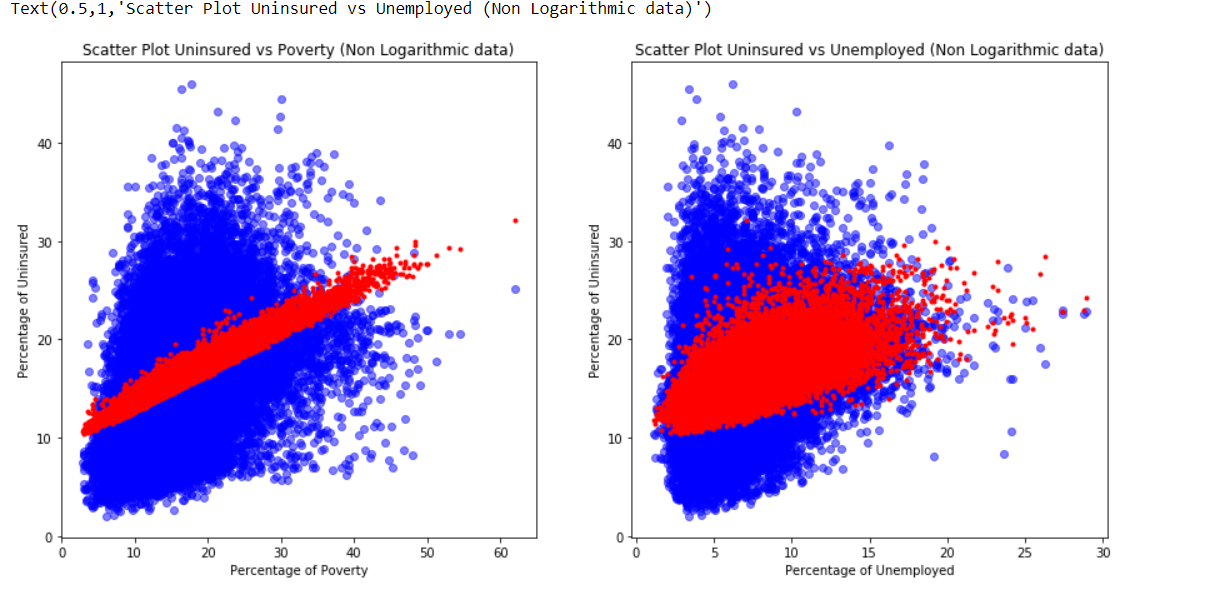 Text(0.5,1,'Scatter Plot Uninsured vs Unemployed (Non Logarithmic data)')
Scatter Plot Uninsured vs Poverty (Non Logarithmic data)
Percentage of Uninsured
40
30
20
10
0
0 10 20 30 40 50 60
Percentage of Poverty
Scatter Plot Uninsured vs Unemployed (Non Logarithmic data)
Percentage of Uninsured
40
30
20
10
0
0 5 10 15 20 25 30
Percentage of Unemployed